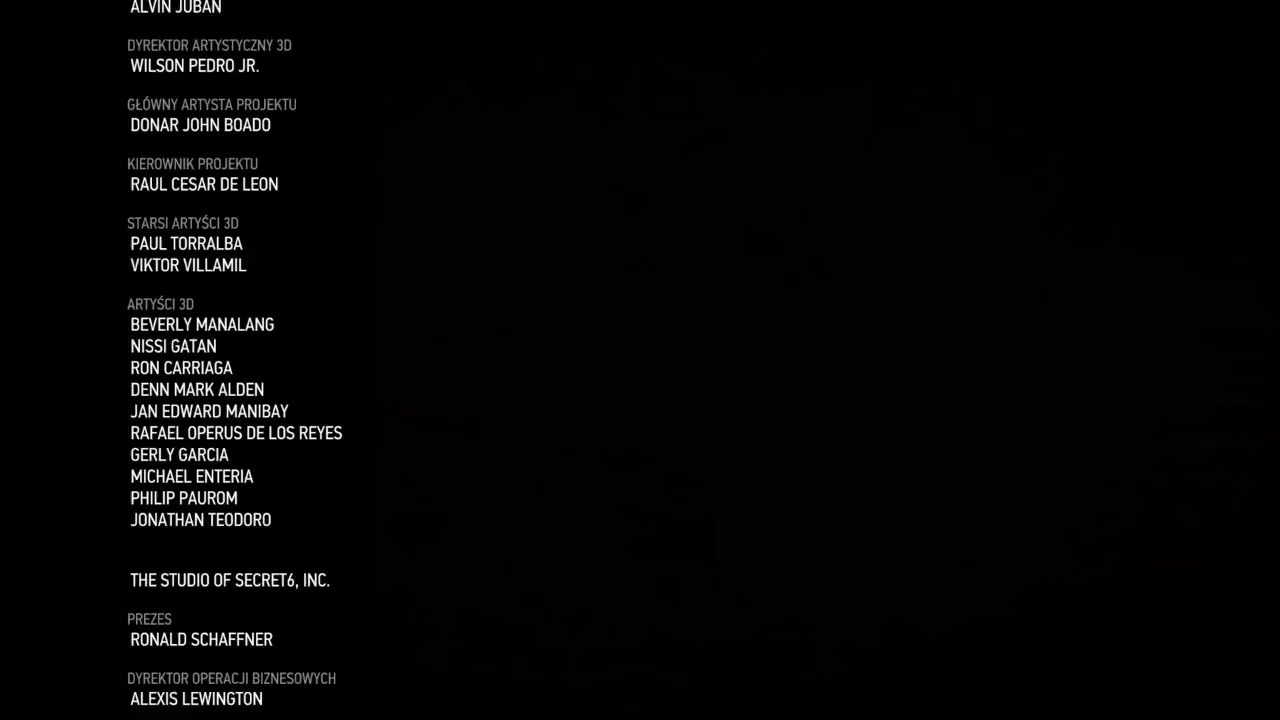 ALVIN JUBAN
DYREKTOR ARTYSTYCZNY 3D
WILSON PEDRO JR.
GŁÓWNY ARTYSTA PROJEKTU
DONAR JOHN BOADO
KIEROWNIK PROJEKTU
RAUL CESAR DE LEON
STARSI ARTYŚCI 3D
PAUL TORRALBA
VIKTOR VILLAMIL
ARTYŚCI 3D
BEVERLY MANALANG
NISSI GATAN
RON CARRIAGA
DENN MARK ALDEN
JAN EDWARD MANIBAY
RAFAEL OPERUS DE LOS REYES
GERLY GARCIA
MICHAEL ENTERIA
PHILIP PAUROM
JONATHAN TEODORO
THE STUDIO OF SECRET6, INC.
PREZES
RONALD SCHAFFNER
DYREKTOR OPERACJI BIZNESOWYCH
ALEXIS LEWINGTON